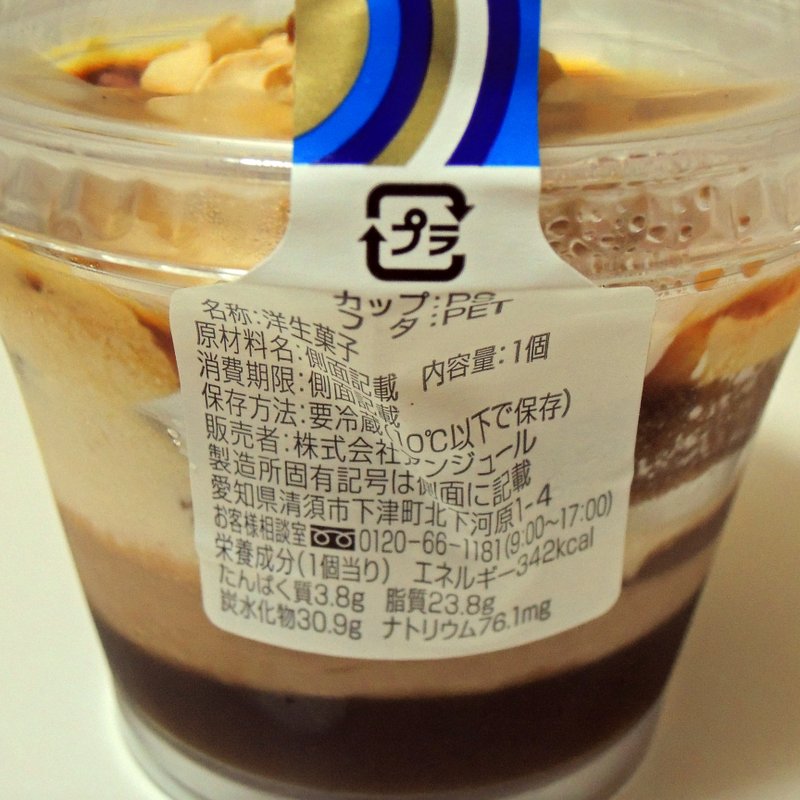 プラ
カップ:PS
フタ:PET
名称:洋生菓子
原材料名:側面記載 内容量:1個
消費期限:側面記載
保存方法:要冷蔵(10℃以下で保存)
販売者:株式会社アンジュール
製造所固有記号は側面に記載
愛知県清須市下津町北下河原1-4
お客様相談室 0120-66-1181(9:00~17:00)
栄養成分(1個当り) エネルギー342kcal
たんぱく質3.8g 脂質23.8g
炭水化物30.9g ナトリウム76.1mg